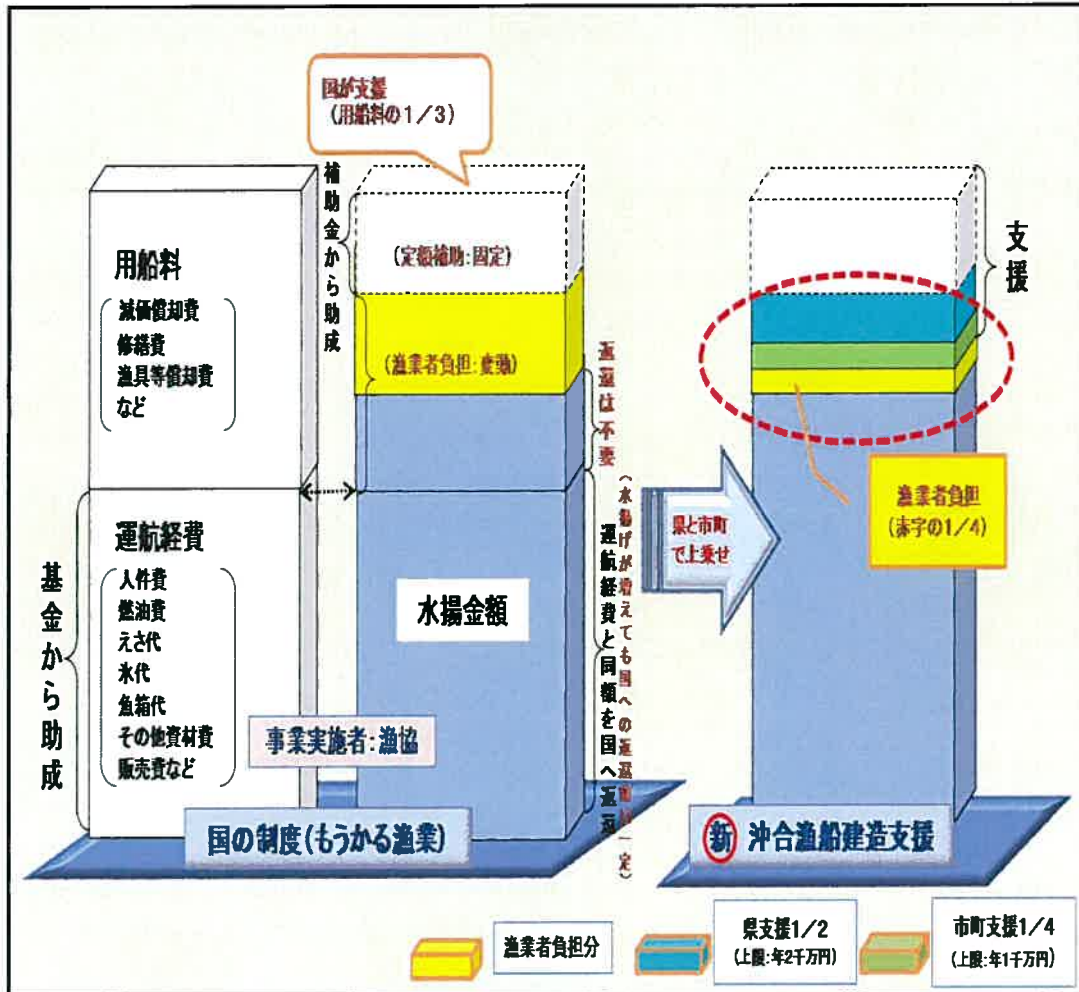 国が支援
(用船料の1/3)
補助金から助成
用船料
減価償却費
修繕費
漁具等償却費
など
(定額補助:固定)
(漁業者負担:変動)
返還は不要
支援
運航経費
人件費
燃油費
えさ代
氷代
魚箱代
その他資材費
販売費など
基金から助成
水揚金額
運航経費と同額を国へ返還
(水揚げが増えても国への返還額は一定)
県と市町
で上乗せ
漁業者負担
(赤字の1/4)
事業実施者:漁協
国の制度(もうかる漁業)
新 沖合漁船建造支援
漁業者負担分
県支援1/2
(上限:年2千万円)
市町支援1/4
(上限:年1千万円)